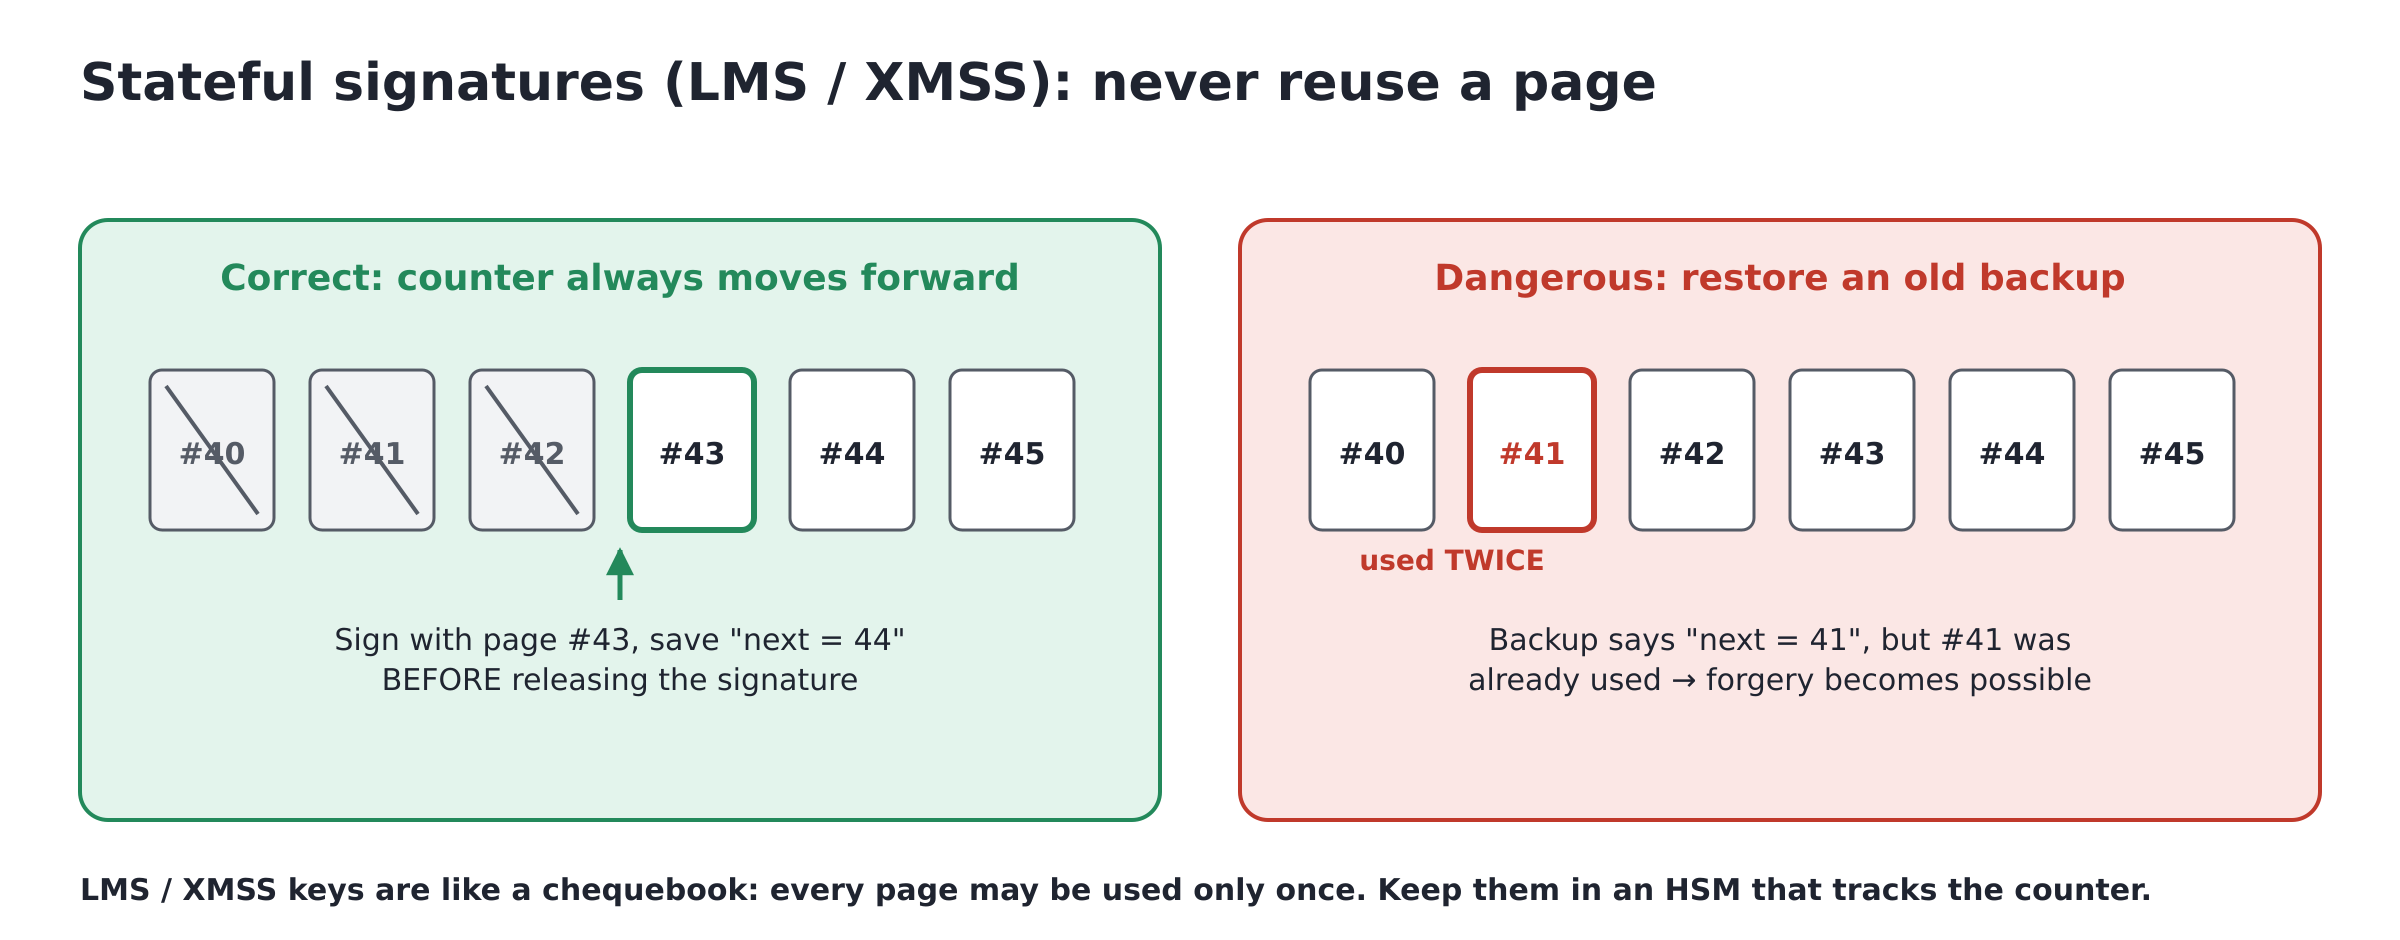 Stateful signatures (LMS / XMSS): never reuse a page
Correct: counter always moves forward
#40 #41 #42 #43 #44 #45
Sign with page #43, save "next = 44"
BEFORE releasing the signature
Dangerous: restore an old backup
#40 #41 #42 #43 #44 #45
used TWICE
Backup says "next = 41", but #41 was
already used → forgery becomes possible
LMS / XMSS keys are like a chequebook: every page may be used only once. Keep them in an HSM that tracks the counter.